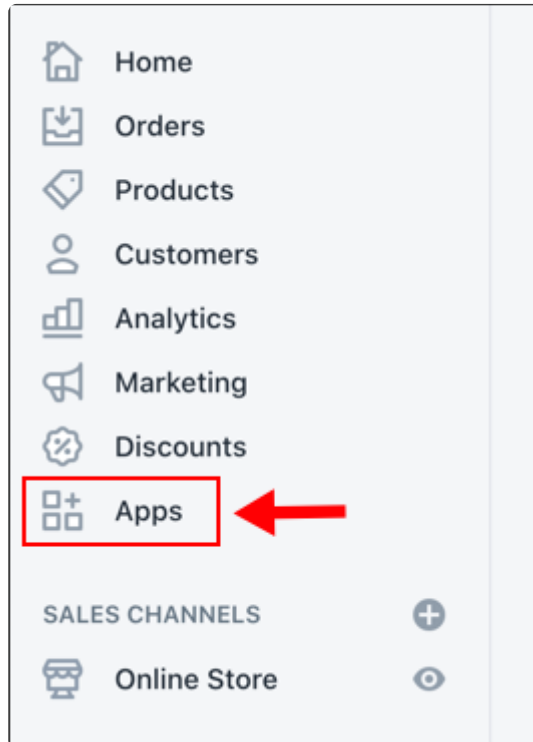 Home
Orders
Products
Customers
Analytics
Marketing
Discounts
Apps
SALES CHANNELS
Online Store